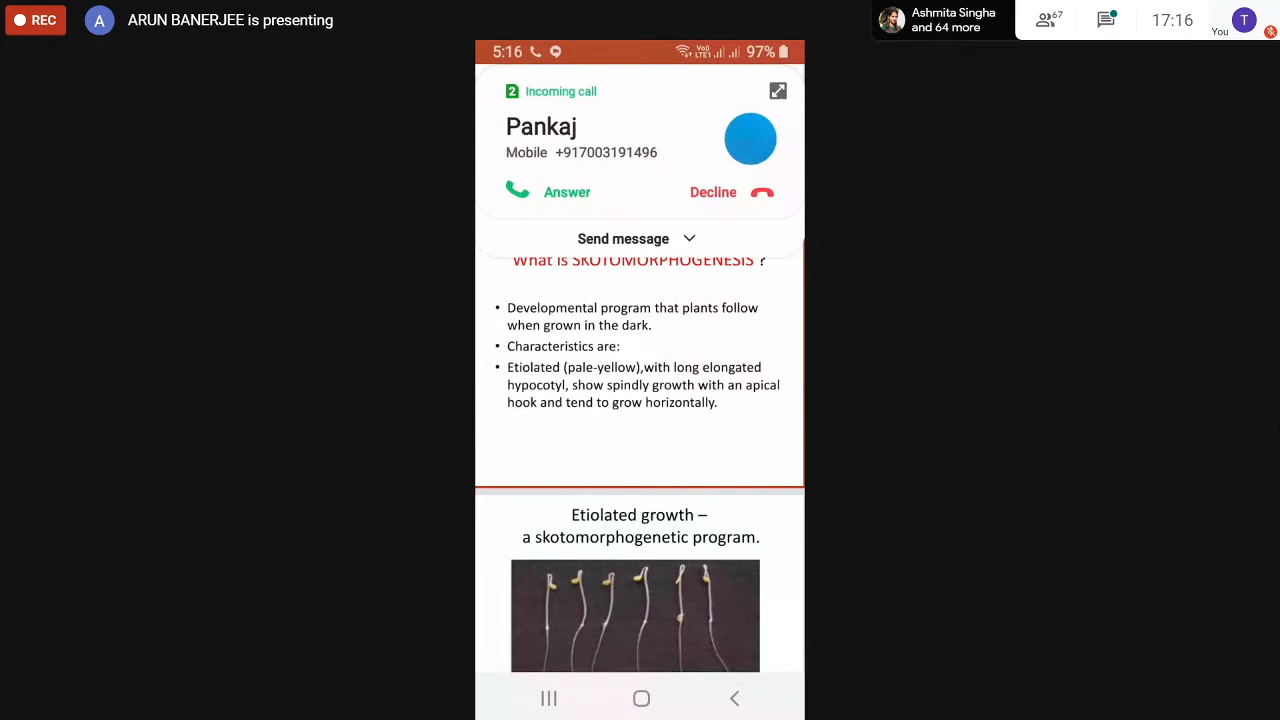 REC
A
ARUN BANERJEE is presenting
Ashmita Singha
and 64 more
67
17:16
You
T
5:16
Vo)
LTE1
97%
2 Incoming call
Pankaj
Mobile +917003191496
Answer
Decline
Send message
What is SKOTOMORPHOGENESIS ?
• Developmental program that plants follow
when grown in the dark.
• Characteristics are:
• Etiolated (pale-yellow),with long elongated
hypocotyl, show spindly growth with an apical
hook and tend to grow horizontally.
Etiolated growth –
a skotomorphogenetic program.